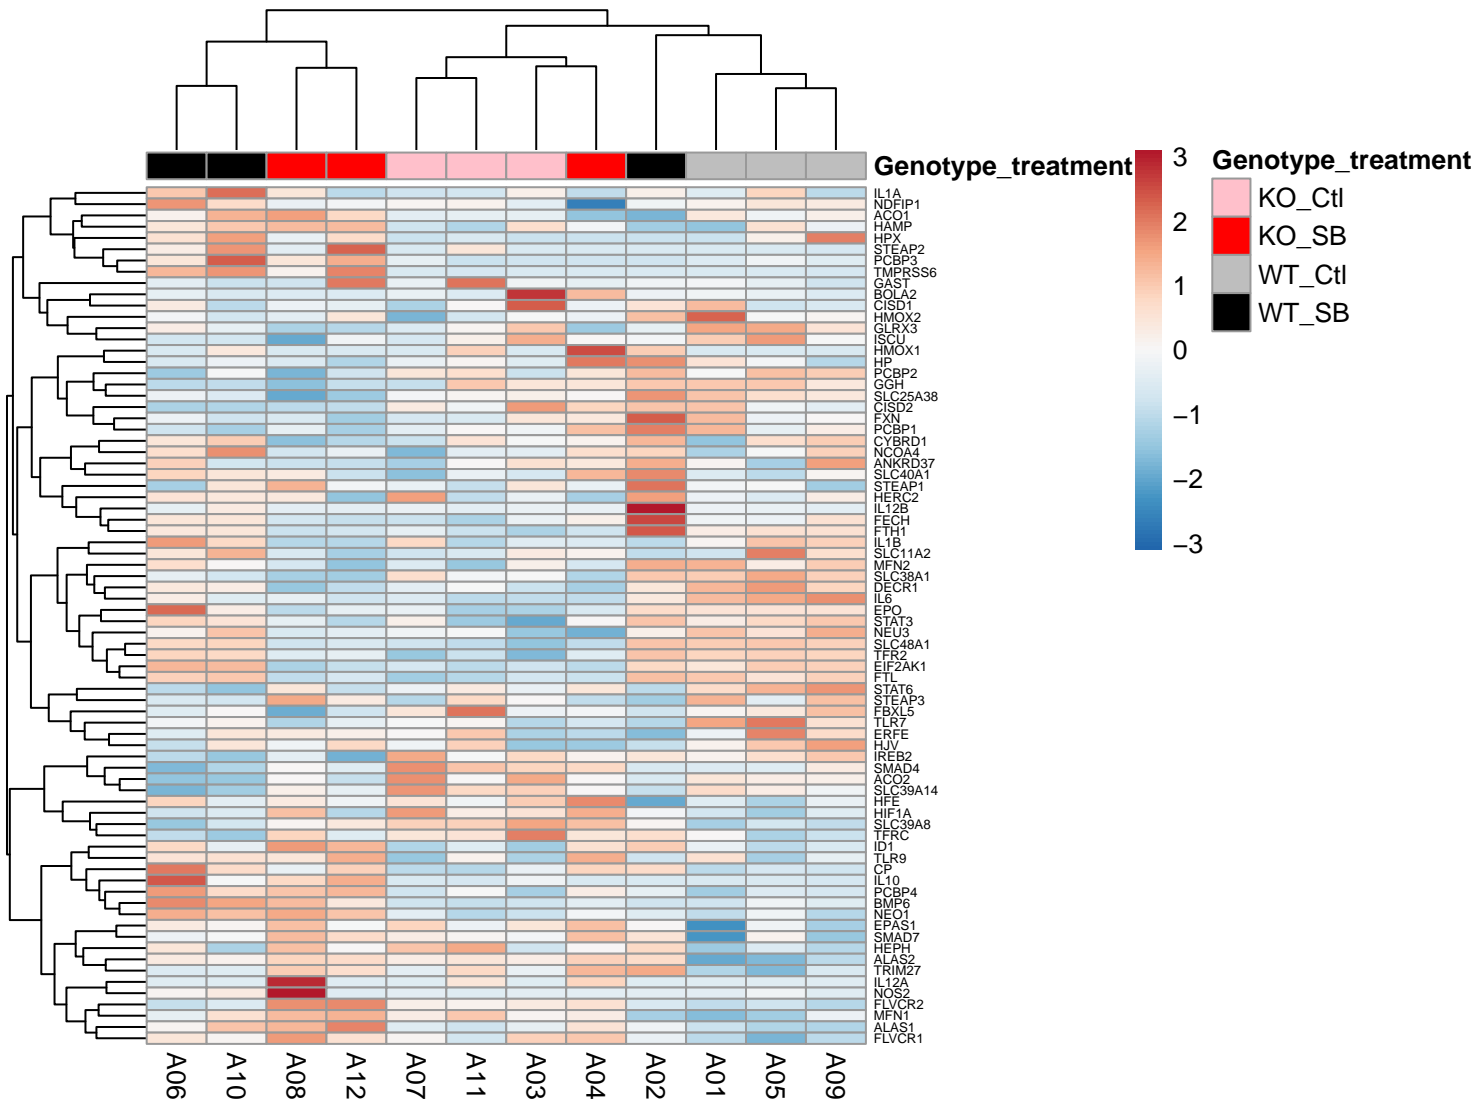 Genotype_treatment
IL1A
NDFIP1
ACO1
HAMP
HPX
STEAP2
PCBP3
TMPRSS6
GAST
BOLA2
CISD1
HMOX2
GLRX3
ISCU
HMOX1
HP
PCBP2
GGH
SLC25A38
CISD2
FXN
PCBP1
CYBRD1
NCOA4
ANKRD37
SLC40A1
STEAP1
HERC2
IL12B
FECH
FTH1
IL1B
SLC11A2
MFN2
SLC38A1
DECR1
IL6
EPO
STAT3
NEU3
SLC48A1
TFR2
EIF2AK1
FTL
STAT6
STEAP3
FBXL5
TLR7
ERFE
HJV
IREB2
SMAD4
ACO2
SLC39A14
HFE
HIF1A
SLC39A8
TFRC
ID1
TLR9
CP
IL10
PCBP4
BMP6
NEO1
EPAS1
SMAD7
HEPH
ALAS2
TRIM27
IL12A
NOS2
FLVCR2
MFN1
ALAS1
FLVCR1
A06
A10
A08
A12
A07
A11
A03
A04
A02
A01
A05
A09
3
2
1
0
−1
−2
−3
Genotype_treatment
KO_Ctl
KO_SB
WT_Ctl
WT_SB